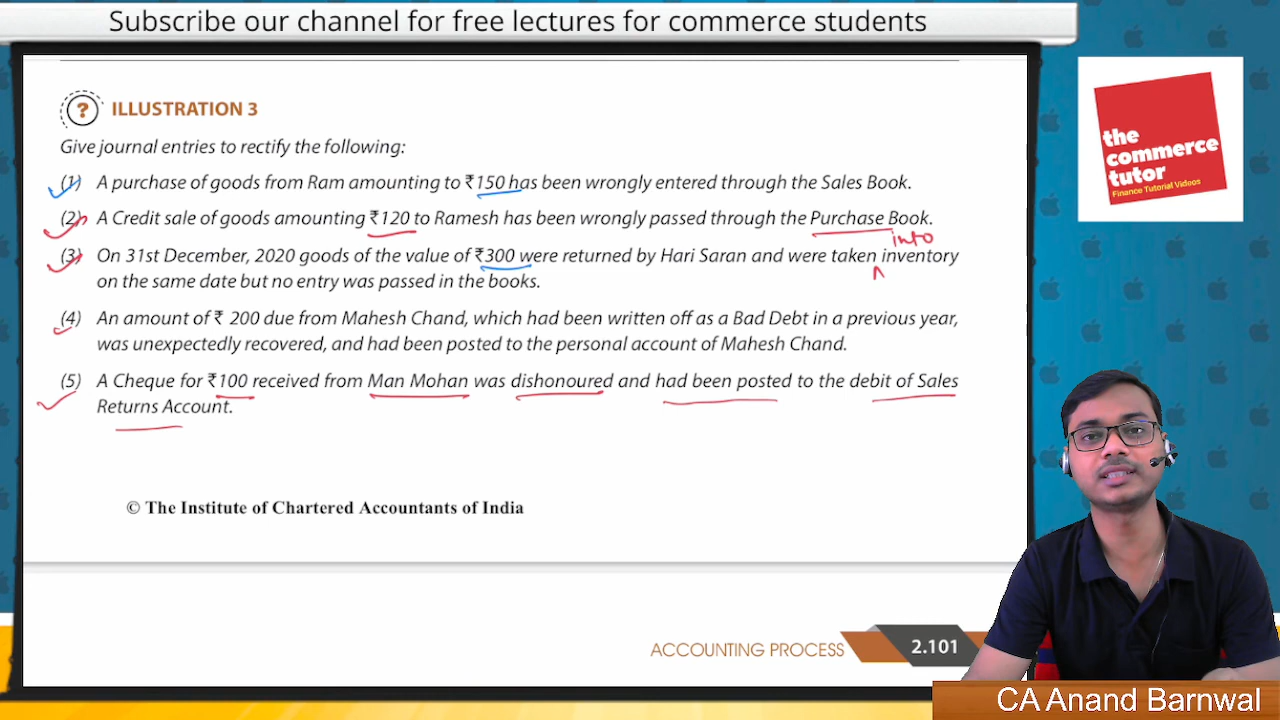 Subscribe our channel for free lectures for commerce students
? ILLUSTRATION 3
Give journal entries to rectify the following:
(1) A purchase of goods from Ram amounting to ₹150 has been wrongly entered through the Sales Book.
(2) A Credit sale of goods amounting ₹120 to Ramesh has been wrongly passed through the Purchase Book.
into
(3) On 31st December, 2020 goods of the value of ₹300 were returned by Hari Saran and were taken inventory
on the same date but no entry was passed in the books.
(4) An amount of ₹ 200 due from Mahesh Chand, which had been written off as a Bad Debt in a previous year,
was unexpectedly recovered, and had been posted to the personal account of Mahesh Chand.
(5) A Cheque for ₹100 received from Man Mohan was dishonoured and had been posted to the debit of Sales
Returns Account.
© The Institute of Chartered Accountants of India
ACCOUNTING PROCESS 2.101
the
commerce
tutor
Finance Tutorial Videos
CA Anand Barnwal